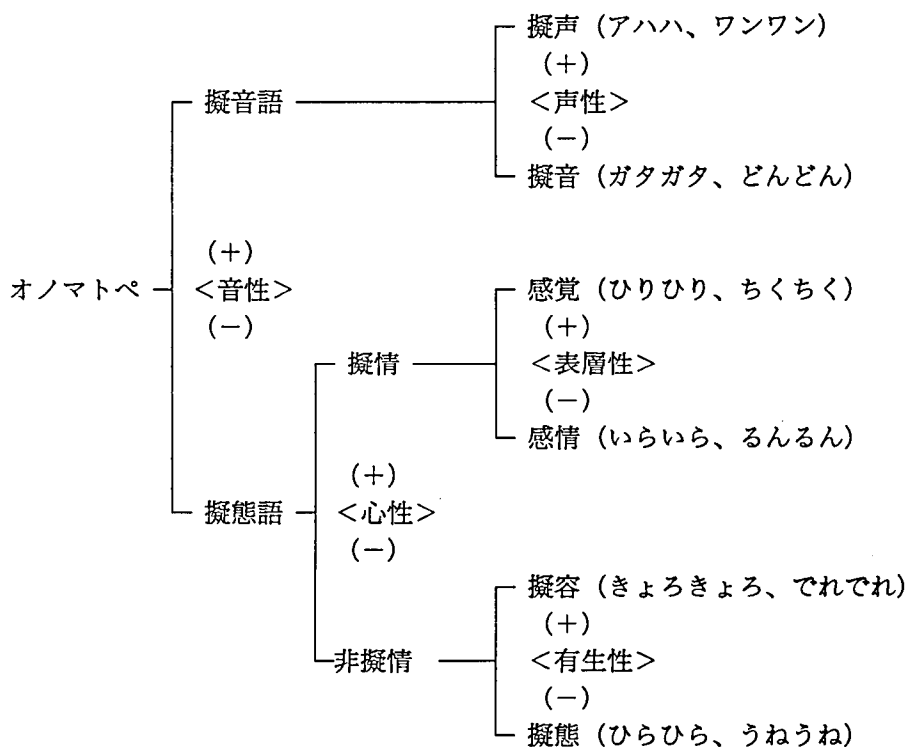 擬声（アハハ、ワンワン）
（＋）
擬音語
＜声性＞
（－）
擬音（ガタガタ、どんどん）
（＋）
オノマトペ
＜音性＞
（－）
感覚（ひりひり、ちくちく）
（＋）
擬情
＜表層性＞
（－）
感情（いらいら、るんるん）
（＋）
擬態語
＜心性＞
（－）
擬容（きょろきょろ、でれでれ）
（＋）
非擬情
＜有生性＞
（－）
擬態（ひらひら、うねうね）